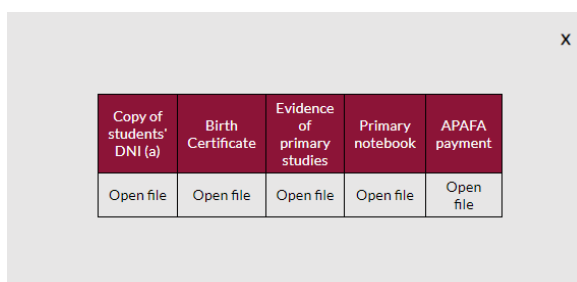 X
Copy of
students'
DNI (a)
Birth
Certificate
Evidence
of
primary
studies
Primary
notebook
APAFA
payment
Open file
Open file
Open file
Open file
Open
file